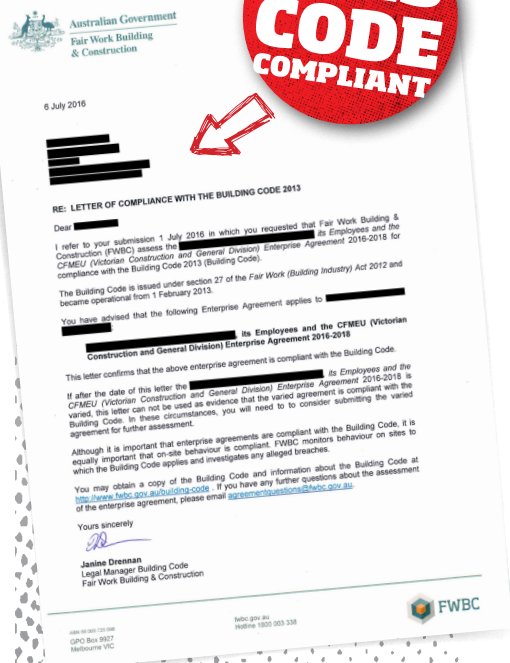 CODE
COMPLIANT
Australian Government
Fair Work Building
& Construction
6 July 2016
RE: LETTER OF COMPLIANCE WITH THE BUILDING CODE 2013
Dear
I refer to your submission 1 July 2016 in which you requested that Fair Work Building &
Construction (FWBC) assess the its Employees and the
CFMEU (Victorian Construction and General Division) Enterprise Agreement 2016-2018 for
compliance with the Building Code 2013 (Building Code).
The Building Code is issued under section 27 of the Fair Work (Building Industry) Act 2012 and
became operational from 1 February 2013.
You have advised that the following Enterprise Agreement applies to
, its Employees and the CFMEU (Victorian
Construction and General Division) Enterprise Agreement 2016-2018
This letter confirms that the above enterprise agreement is compliant with the Building Code.
If after the date of this letter the , its Employees and the
CFMEU (Victorian Construction and General Division) Enterprise Agreement 2016-2018 is
varied, this letter can not be used as evidence that the varied agreement is compliant with the
Building Code. In these circumstances, you will need to to consider submitting the varied
agreement for further assessment.
Although it is important that enterprise agreements are compliant with the Building Code, it is
equally important that on-site behaviour is compliant. FWBC monitors behaviour on sites to
which the Building Code applies and investigates any alleged breaches.
You may obtain a copy of the Building Code and information about the Building Code at
http://www.fwbc.gov.au/building-code . If you have any further questions about the assessment
of the enterprise agreement, please email agreementquestions@fwbc.gov.au.
Yours sincerely
Janine Drennan
Legal Manager Building Code
Fair Work Building & Construction
GPO Box 9927
Melbourne VIC
fwbc.gov.au
Hotline 1800 003 338
FWBC